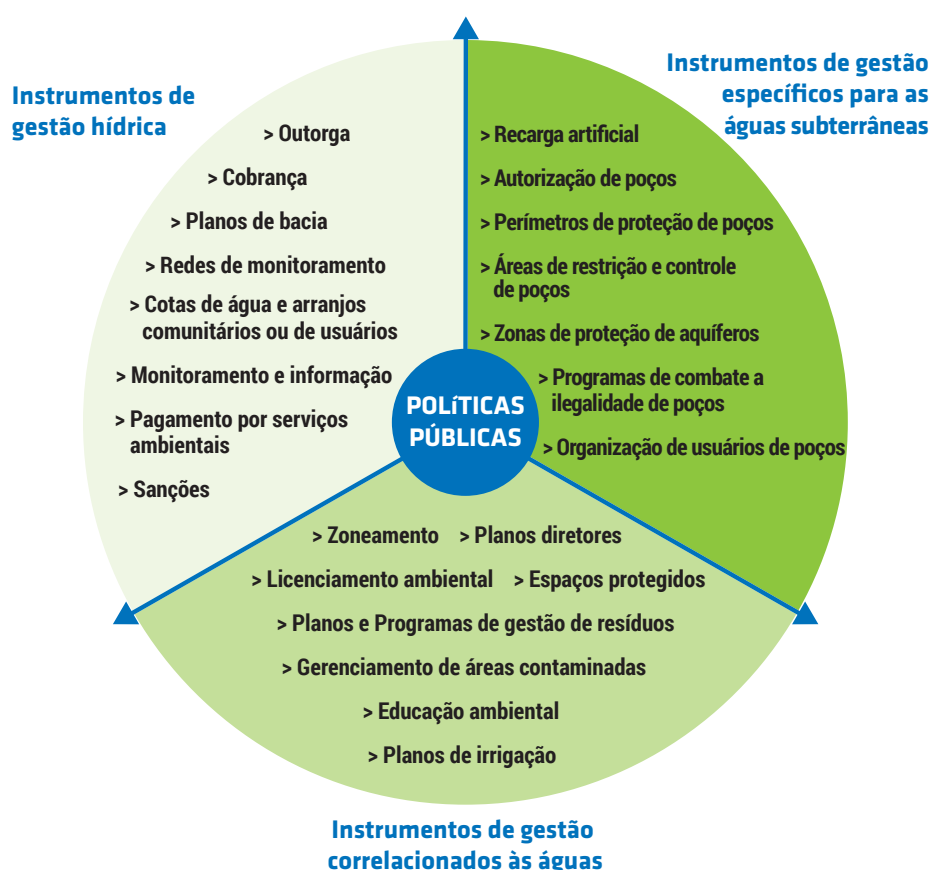 Instrumentos de
gestão hídrica
> Outorga
> Cobrança
> Planos de bacia
> Redes de monitoramento
> Cotas de água e arranjos
comunitários ou de usuários
> Monitoramento e informação
> Pagamento por serviços
ambientais
> Sanções
Instrumentos de gestão
específicos para as
águas subterrâneas
> Recarga artificial
> Autorização de poços
> Perímetros de proteção de poços
> Áreas de restrição e controle
de poços
> Zonas de proteção de aquíferos
> Programas de combate a
ilegalidade de poços
> Organização de usuários de poços
POLÍTICAS
PÚBLICAS
> Zoneamento > Planos diretores
> Licenciamento ambiental > Espaços protegidos
> Planos e Programas de gestão de resíduos
> Gerenciamento de áreas contaminadas
> Educação ambiental
> Planos de irrigação
Instrumentos de gestão
correlacionados às águas